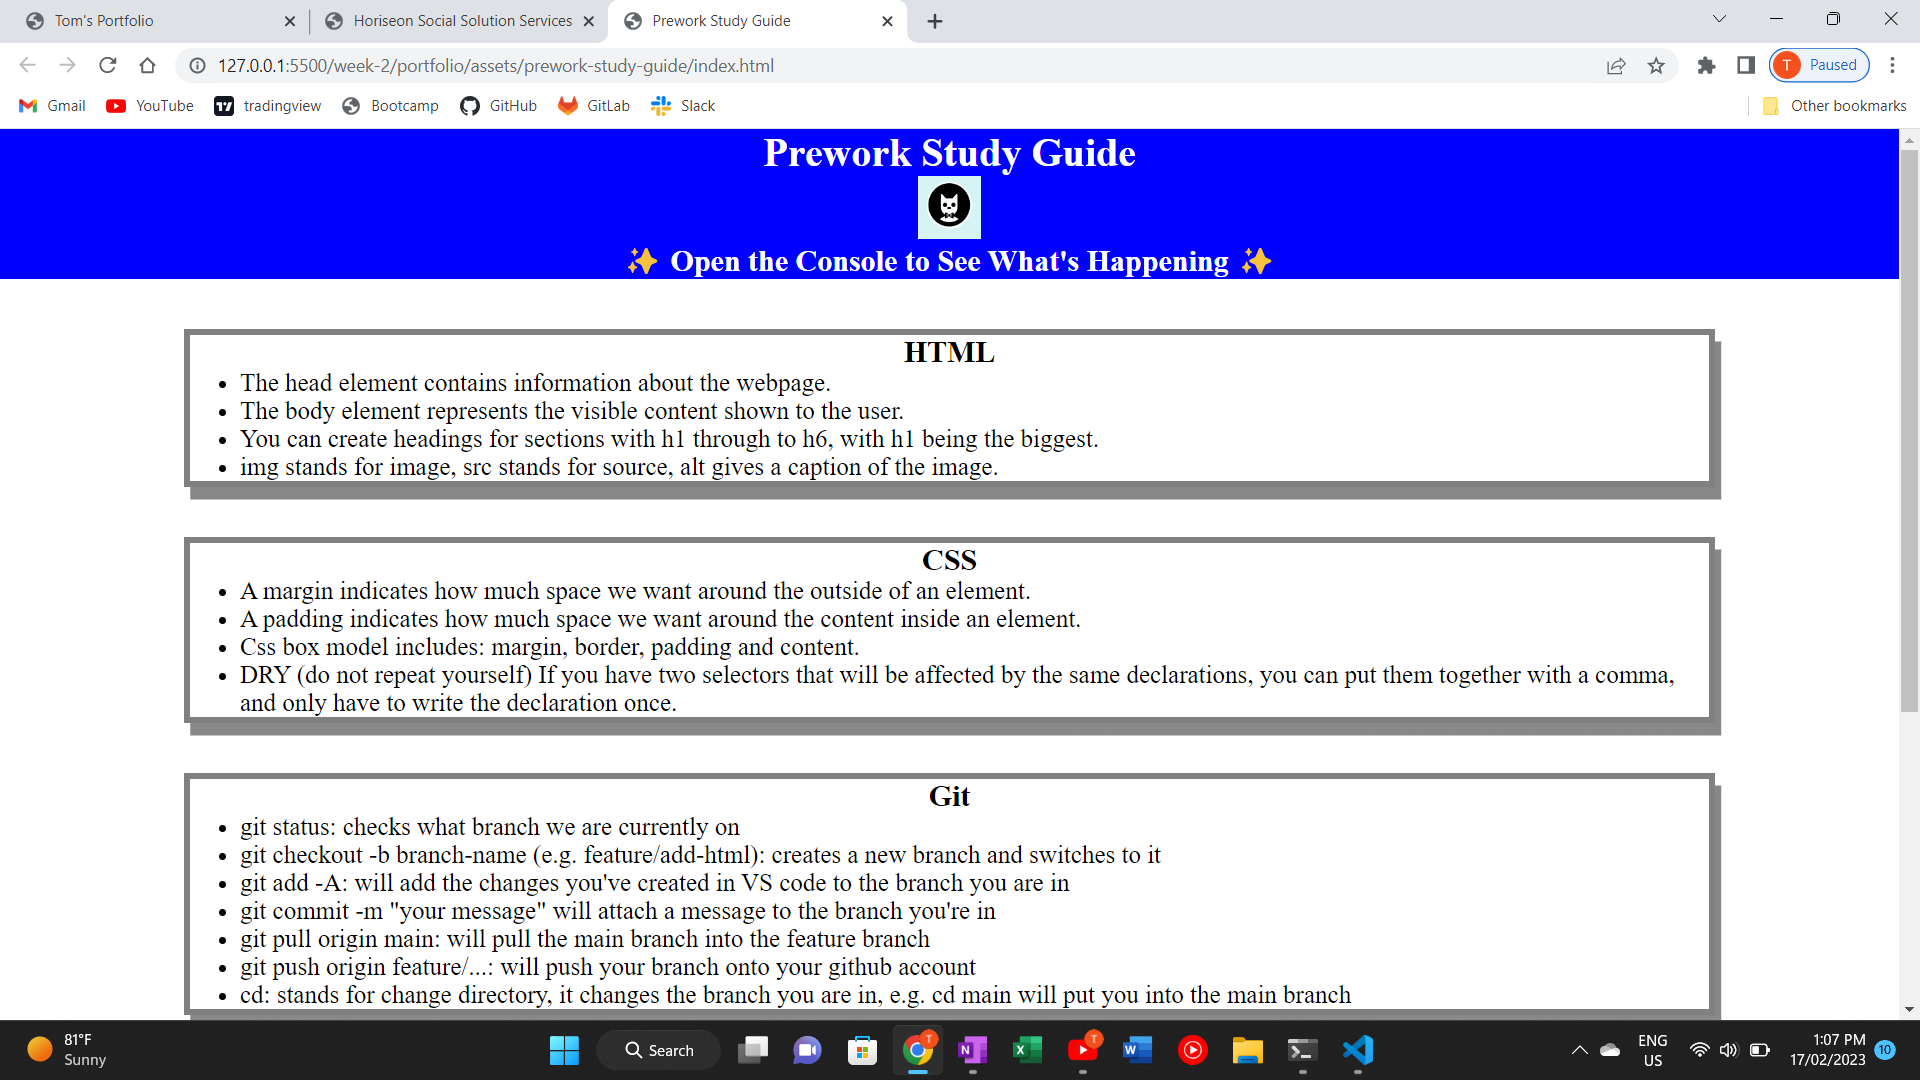 Tom's Portfolio
Horiseon Social Solution Services
Prework Study Guide
127.0.0.1:5500/week-2/portfolio/assets/prework-study-guide/index.html
T Paused
Gmail
YouTube
tradingview
Bootcamp
GitHub
GitLab
Slack
Other bookmarks
Prework Study Guide
✨ Open the Console to See What's Happening ✨
HTML
• The head element contains information about the webpage.
• The body element represents the visible content shown to the user.
• You can create headings for sections with h1 through to h6, with h1 being the biggest.
• img stands for image, src stands for source, alt gives a caption of the image.
CSS
• A margin indicates how much space we want around the outside of an element.
• A padding indicates how much space we want around the content inside an element.
• Css box model includes: margin, border, padding and content.
• DRY (do not repeat yourself) If you have two selectors that will be affected by the same declarations, you can put them together with a comma,
and only have to write the declaration once.
Git
• git status: checks what branch we are currently on
• git checkout -b branch-name (e.g. feature/add-html): creates a new branch and switches to it
• git add -A: will add the changes you've created in VS code to the branch you are in
• git commit -m "your message" will attach a message to the branch you're in
• git pull origin main: will pull the main branch into the feature branch
• git push origin feature/...: will push your branch onto your github account
• cd: stands for change directory, it changes the branch you are in, e.g. cd main will put you into the main branch
81°F
Sunny
Search
ENG
US
1:07 PM
17/02/2023
10